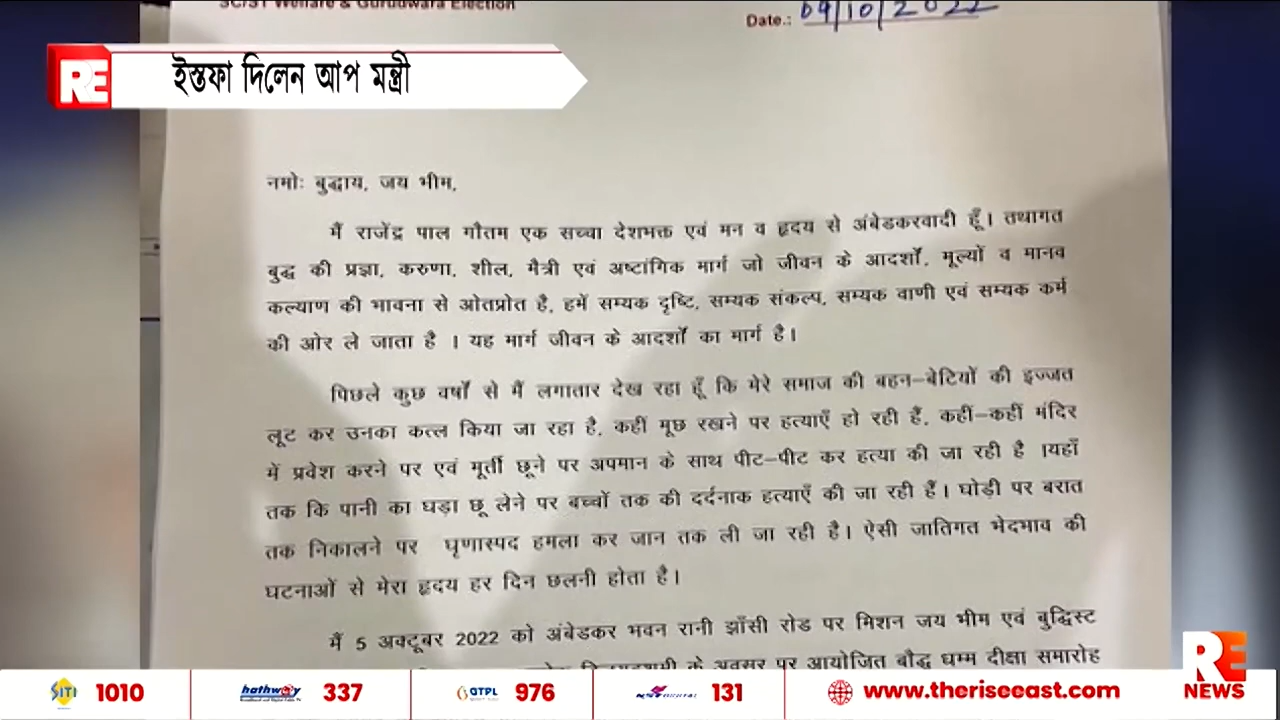 SC/ST Welfare & Gurudwara Election
Date.: 09/10/2022
RE
ইস্তফা দিলেন আপ মন্ত্রী
नमोः बुद्धाय, जय भीम,
मैं राजेंद्र पाल गौतम एक सच्चा देशभक्त एवं मन व हृदय से अंबेडकरवादी हूँ। तथागत
बुद्ध की प्रज्ञा, करुणा, शील, मैत्री एवं अष्टांगिक मार्ग जो जीवन के आदर्शों, मूल्यों व मानव
कल्याण की भावना से ओतप्रोत है, हमें सम्यक दृष्टि, सम्यक संकल्प, सम्यक वाणी एवं सम्यक कर्म
की ओर ले जाता है । यह मार्ग जीवन के आदर्शों का मार्ग है।
पिछले कुछ वर्षों से मैं लगातार देख रहा हूँ कि मेरे समाज की बहन–बेटियों की इज्जत
लूट कर उनका कत्ल किया जा रहा है, कहीं मूछ रखने पर हत्याएँ हो रही हैं, कहीं–कहीं मंदिर
में प्रवेश करने पर एवं मूर्ती छूने पर अपमान के साथ पीट–पीट कर हत्या की जा रही है ।यहाँ
तक कि पानी का घड़ा छू लेने पर बच्चों तक की दर्दनाक हत्याएँ की जा रही हैं। घोड़ी पर बरात
तक निकालने पर घृणास्पद हमला कर जान तक ली जा रही है। ऐसी जातिगत भेदभाव की
घटनाओं से मेरा हृदय हर दिन छलनी होता है।
मैं 5 अक्टूबर 2022 को अंबेडकर भवन रानी झाँसी रोड पर मिशन जय भीम एवं बुद्धिस्ट
के अवसर पर आयोजित बौद्ध धम्म दीक्षा समारोह
RE NEWS
SITI 1010
hathway 337
GTPL 976
131
www.theriseeast.com